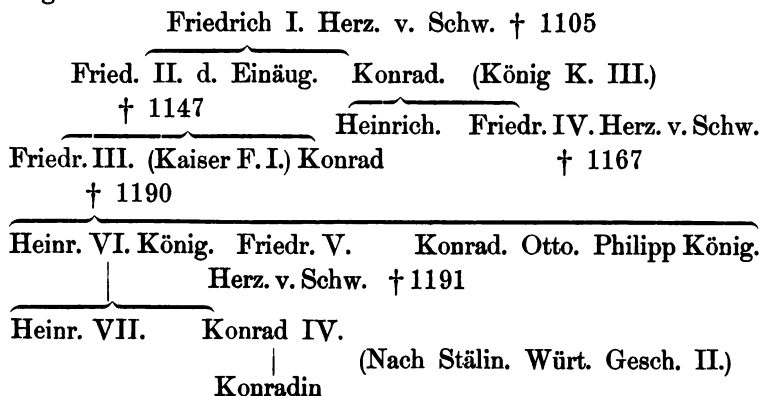 Friedrich I. Herz. v. Schw. † 1105
Fried. II. d. Einäug. Konrad. (König K. III.)
† 1147
Heinrich. Friedr. IV. Herz. v. Schw.
Friedr. III. (Kaiser F. I.) Konrad † 1167
† 1190
Heinr. VI. König. Friedr. V. Konrad. Otto. Philipp König.
Herz. v. Schw. † 1191
Heinr. VII. Konrad IV.
(Nach Stälin. Würt. Gesch. II.)
Konradin